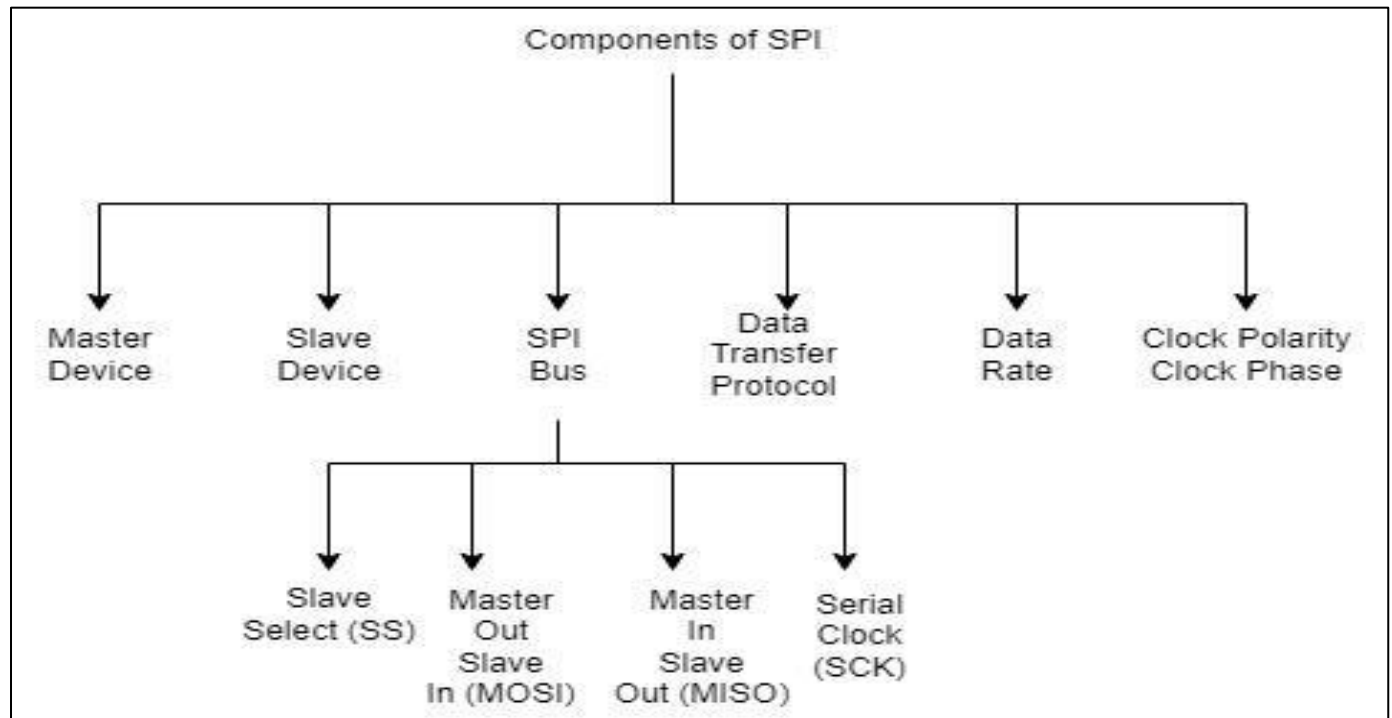 Components of SPI
Master
Device
Slave
Device
SPI
Bus
Data
Transfer
Protocol
Data
Rate
Clock Polarity
Clock Phase
Slave
Select (SS)
Master
Out
Slave
In (MOSI)
Master
In
Slave
Out (MISO)
Serial
Clock
(SCK)